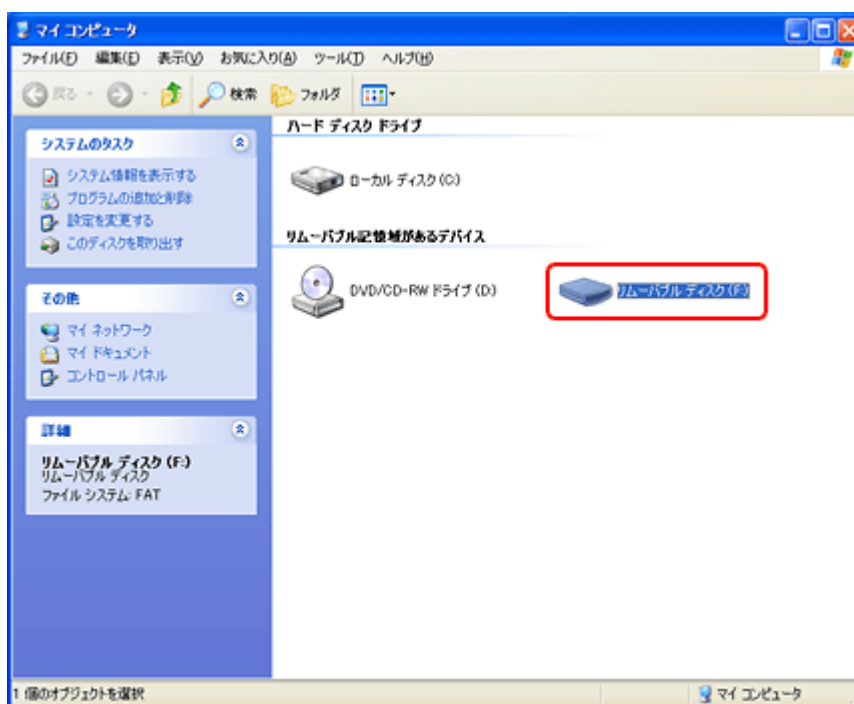 マイ コンピュータ
ファイル(F) 編集(E) 表示(V) お気に入り(A) ツール(T) ヘルプ(H)
戻る 検索 フォルダ
システムのタスク
システム情報を表示する
プログラムの追加と削除
設定を変更する
このディスクを取り出す
その他
マイ ネットワーク
マイ ドキュメント
コントロール パネル
詳細
リムーバブル ディスク (F:)
リムーバブル ディスク
ファイル システム: FAT
ハード ディスク ドライブ
ローカル ディスク (C:)
リムーバブル記憶域があるデバイス
DVD/CD-RW ドライブ (D:)
リムーバブル ディスク (F:)
1 個のオブジェクトを選択
マイ コンピュータ